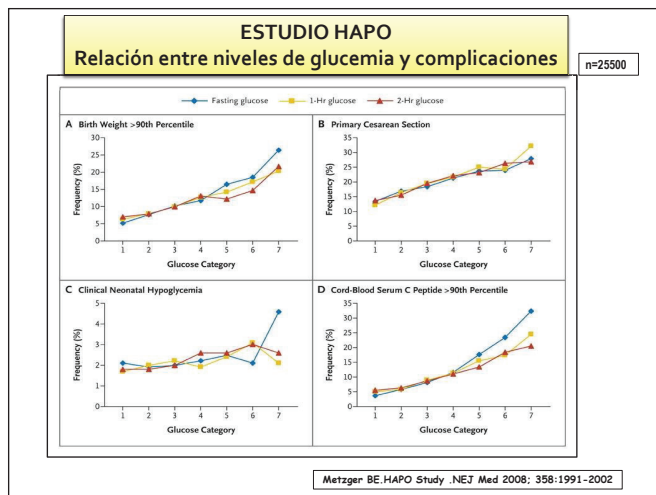 ESTUDIO HAPO
Relación entre niveles de glucemia y complicaciones
n=25500
Fasting glucose 1-Hr glucose 2-Hr glucose
A Birth Weight >90th Percentile
Frequency (%)
30
25
20
15
10
5
0
1 2 3 4 5 6 7
Glucose Category
B Primary Cesarean Section
Frequency (%)
35
30
25
20
15
10
5
0
1 2 3 4 5 6 7
Glucose Category
C Clinical Neonatal Hypoglycemia
Frequency (%)
5
4
3
2
1
0
1 2 3 4 5 6 7
Glucose Category
D Cord-Blood Serum C Peptide >90th Percentile
Frequency (%)
35
30
25
20
15
10
5
0
1 2 3 4 5 6 7
Glucose Category
Metzger BE.HAPO Study .NEJ Med 2008; 358:1991-2002